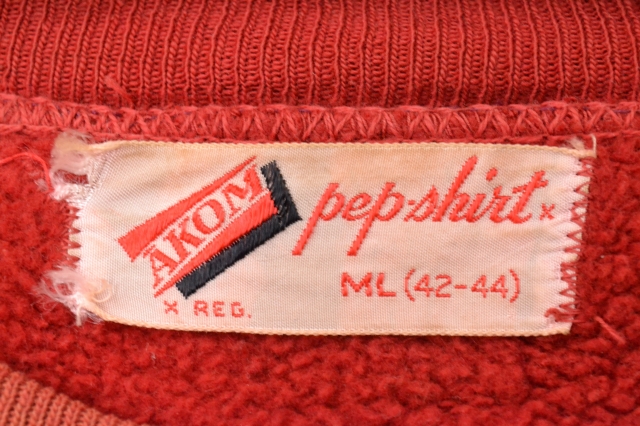 AKOM
pep-shirt x
ML (42-44)
x REG.